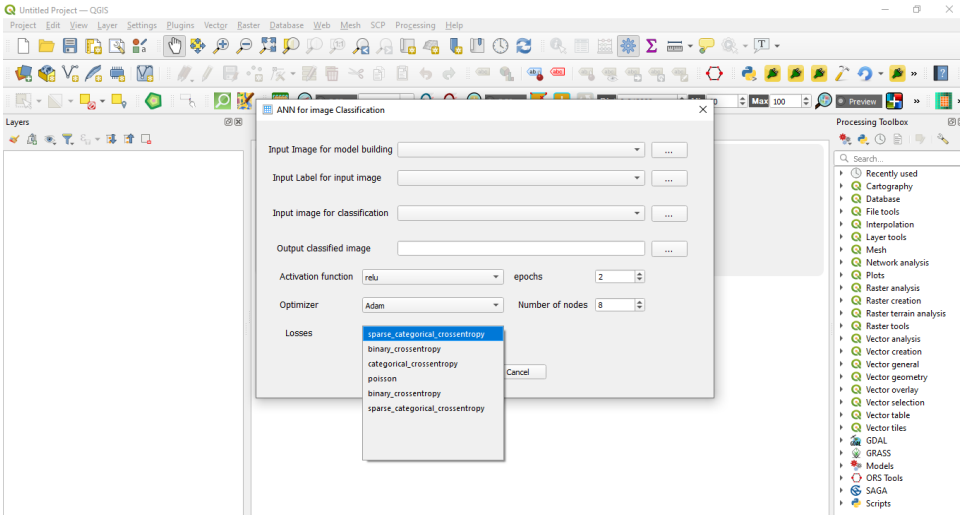 Untitled Project — QGIS
Project Edit View Layer Settings Plugins Vector Raster Database Web Mesh SCP Processing Help
Max 100 Preview
Layers
Processing Toolbox
Search...
Recently used
Cartography
Database
File tools
Interpolation
Layer tools
Mesh
Network analysis
Plots
Raster analysis
Raster creation
Raster terrain analysis
Raster tools
Vector analysis
Vector creation
Vector general
Vector geometry
Vector overlay
Vector selection
Vector table
Vector tiles
GDAL
GRASS
Models
ORS Tools
SAGA
Scripts
ANN for image Classification
Input Image for model building ...
Input Label for input image ...
Input image for classification ...
Output classified image ...
Activation function relu epochs 2
Optimizer Adam Number of nodes 8
Losses
sparse_categorical_crossentropy
binary_crossentropy
categorical_crossentropy
poisson
binary_crossentropy
sparse_categorical_crossentropy
Cancel